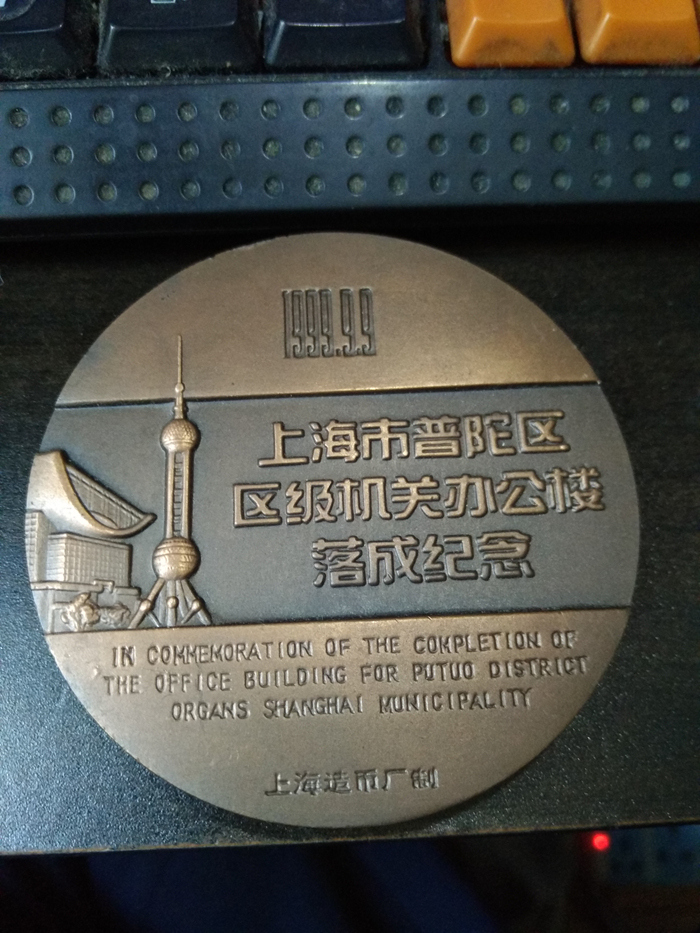 1999.9.9
上海市普陀区
区级机关办公楼
落成纪念
IN COMMEMORATION OF THE COMPLETION OF
THE OFFICE BUILDING FOR PUTUO DISTRICT
ORGANS SHANGHAI MUNICIPALITY
上海造币厂制